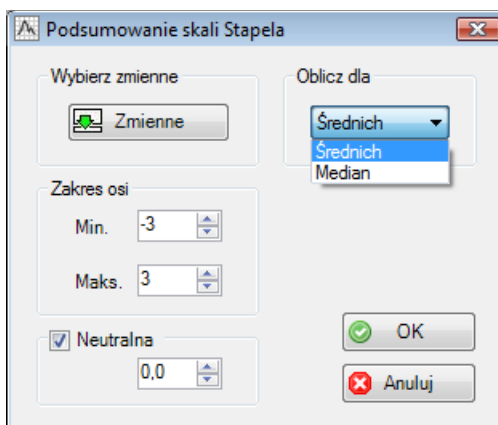 Podsumowanie skali Stapela
Wybierz zmienne
Zmienne
Oblicz dla
Średnich
Średnich
Median
Zakres osi
Min. -3
Maks. 3
Neutralna
0,0
OK
Anuluj